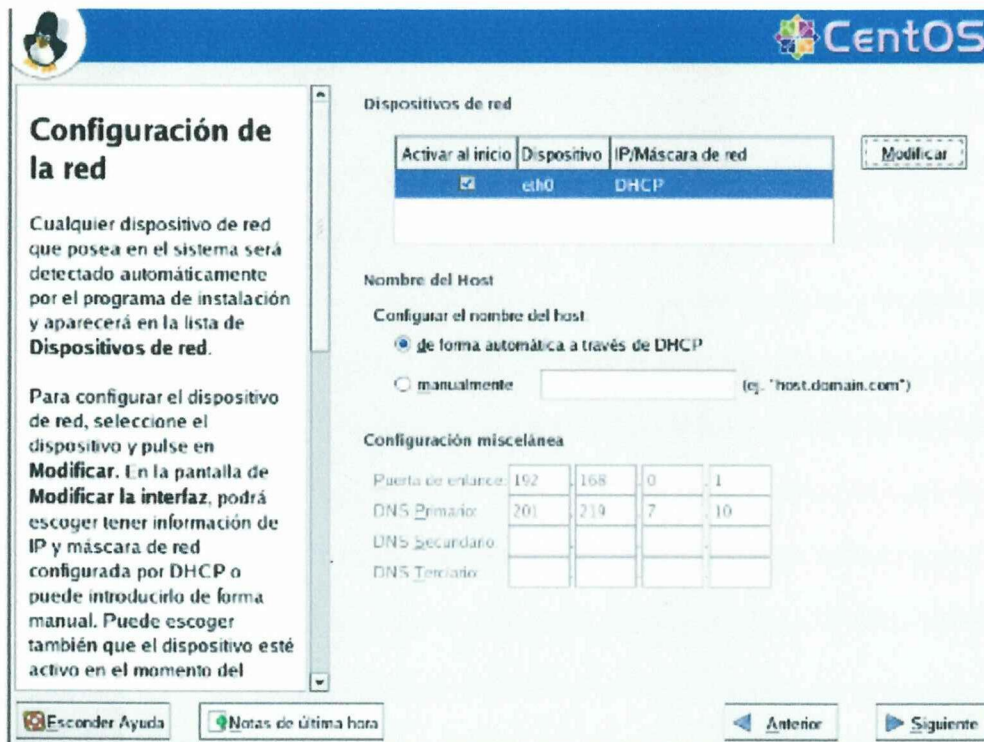 CentOS
Configuración de
la red
Cualquier dispositivo de red
que posea en el sistema será
detectado automáticamente
por el programa de instalación
y aparecerá en la lista de
Dispositivos de red.
Para configurar el dispositivo
de red, seleccione el
dispositivo y pulse en
Modificar. En la pantalla de
Modificar la interfaz, podrá
escoger tener información de
IP y máscara de red
configurada por DHCP o
puede introducirlo de forma
manual. Puede escoger
también que el dispositivo esté
activo en el momento del
Dispositivos de red
Activar al inicio Dispositivo IP/Máscara de red
eth0 DHCP
Modificar
Nombre del Host
Configurar el nombre del host:
de forma automática a través de DHCP
manualmente (ej. "host.domain.com")
Configuración miscelánea
Puerta de enlance: 192 .168 .0 .1
DNS Primario: 201 .219 .7 .10
DNS Secundario:
DNS Terciario:
Esconder Ayuda Notas de última hora Anterior Siguiente